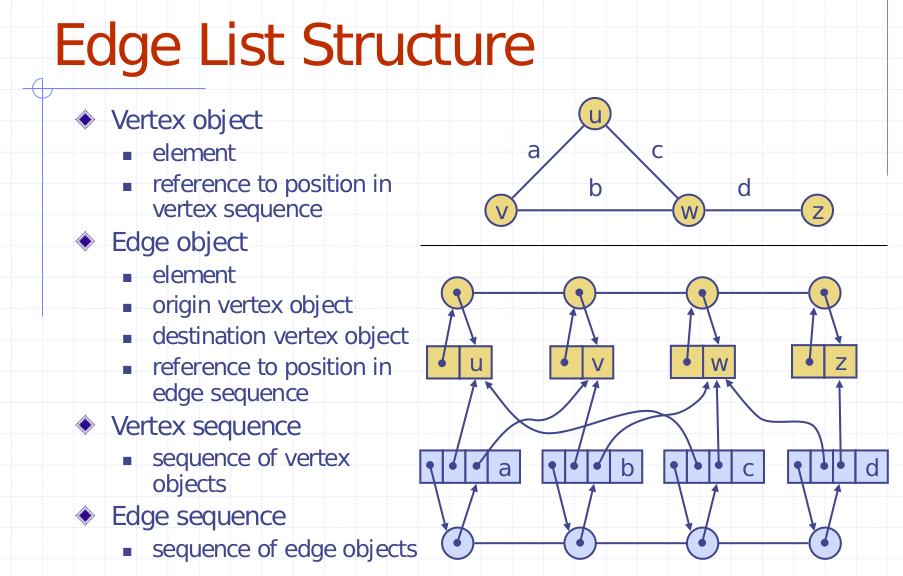 Edge List Structure
Vertex object
element
reference to position in
vertex sequence
Edge object
element
origin vertex object
destination vertex object
reference to position in
edge sequence
Vertex sequence
sequence of vertex
objects
Edge sequence
sequence of edge objects
u
a c
b d
v w z
u v w z
a b c d